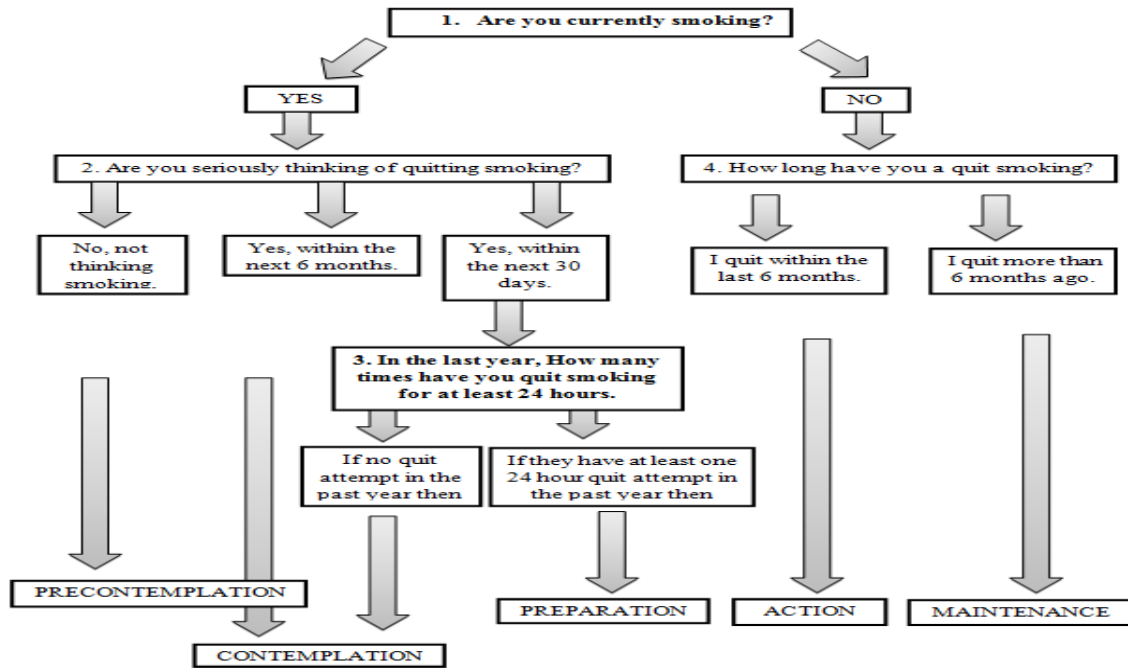 1. Are you currently smoking?
YES
NO
2. Are you seriously thinking of quitting smoking?
4. How long have you a quit smoking?
No, not
thinking
smoking.
Yes, within the
next 6 months.
Yes, within
the next 30
days.
I quit within the
last 6 months.
I quit more than
6 months ago.
3. In the last year, How many
times have you quit smoking
for at least 24 hours.
If no quit
attempt in the
past year then
If they have at least one
24 hour quit attempt in
the past year then
PRECONTEMPLATION
PREPARATION
ACTION
MAINTENANCE
CONTEMPLATION